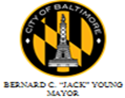 CITY OF BALTIMORE
BERNARD C. "JACK" YOUNG
MAYOR